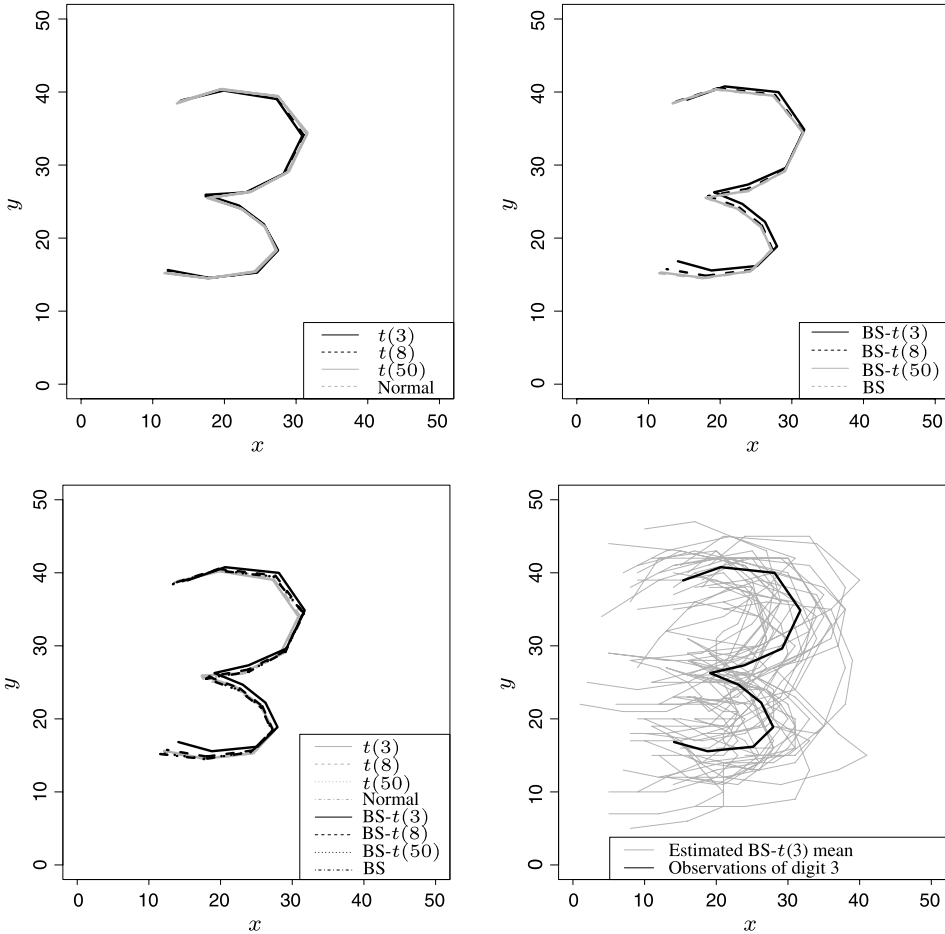 50
40
30
20
10
0
y
t(3)
t(8)
t(50)
Normal
0 10 20 30 40 50
x
50
40
30
20
10
0
y
BS-t(3)
BS-t(8)
BS-t(50)
BS
0 10 20 30 40 50
x
50
40
30
20
10
0
y
t(3)
t(8)
t(50)
Normal
BS-t(3)
BS-t(8)
BS-t(50)
BS
0 10 20 30 40 50
x
50
40
30
20
10
0
y
Estimated BS-t(3) mean
Observations of digit 3
0 10 20 30 40 50
x